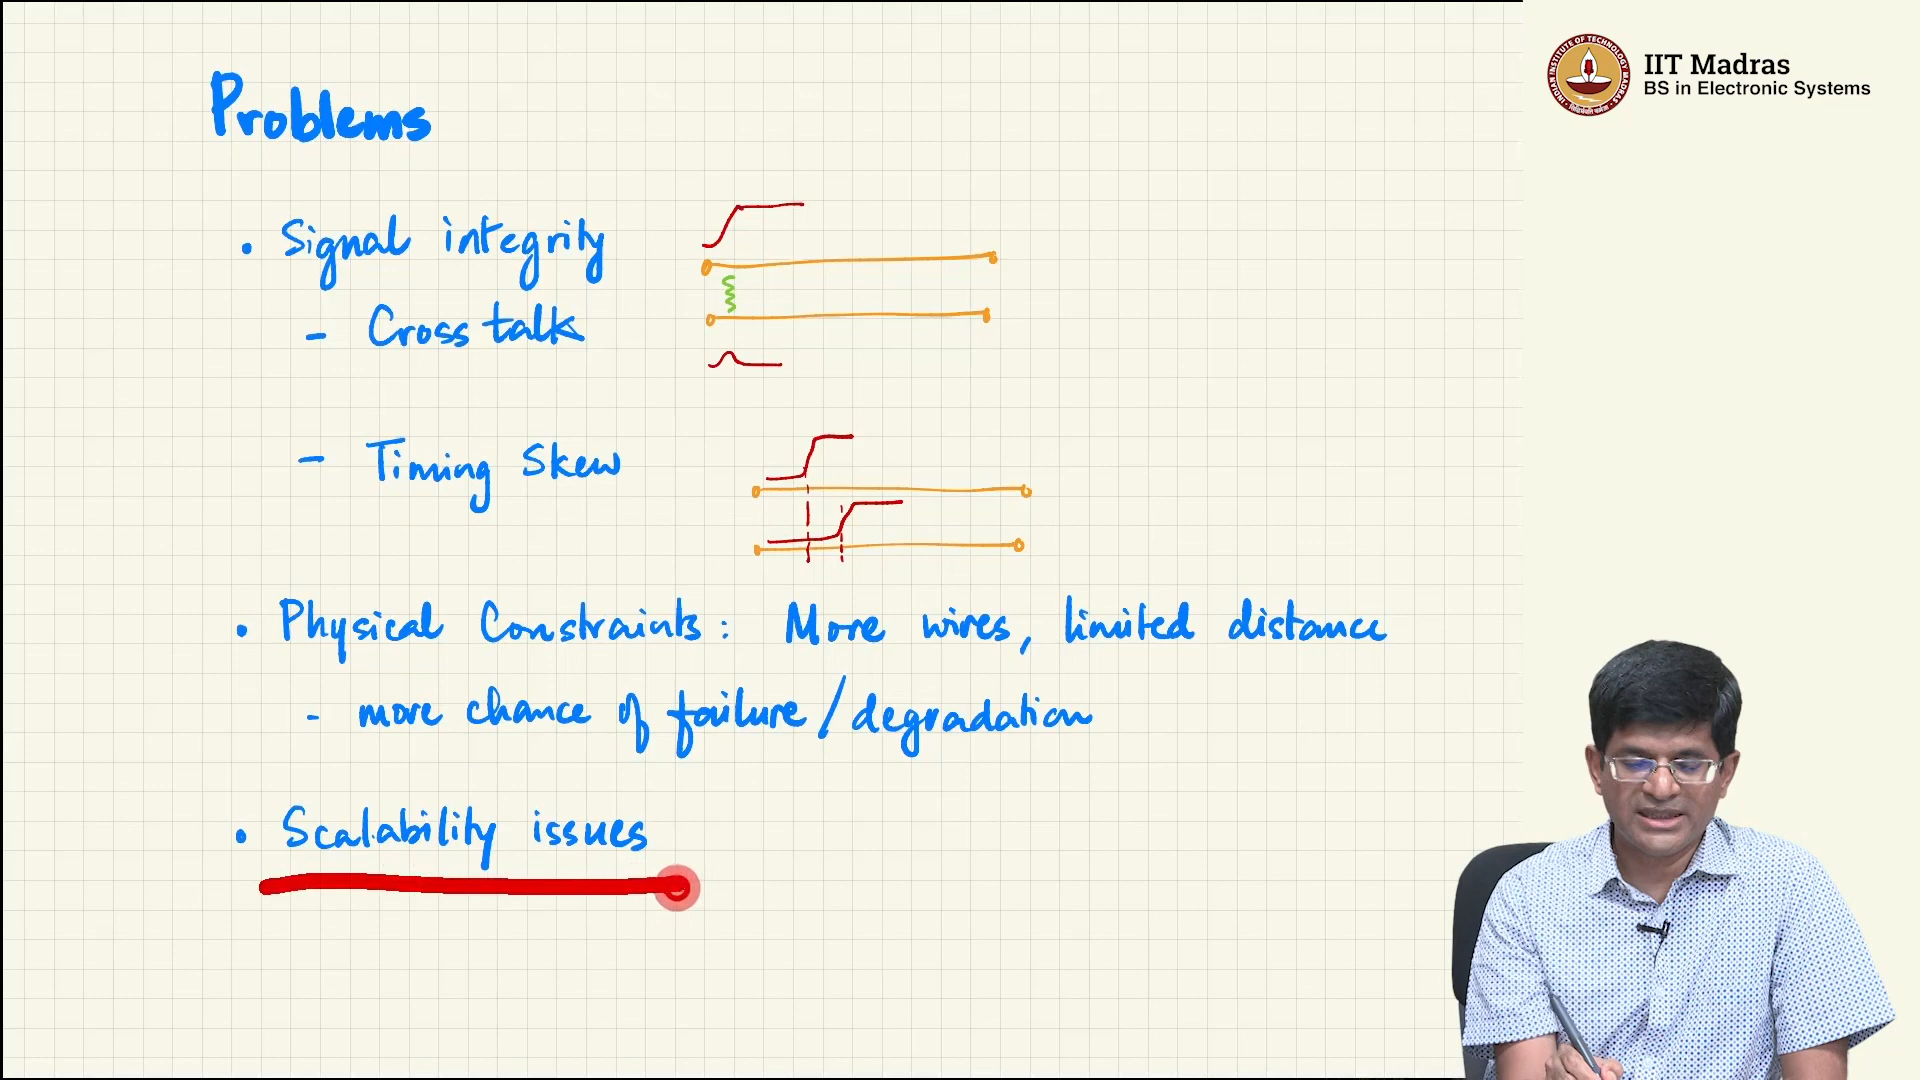 Problems
• Signal integrity
- Cross talk
- Timing Skew
• Physical Constraints: More wires, limited distance
- more chance of failure/degradation
• Scalability issues
IIT Madras
BS in Electronic Systems